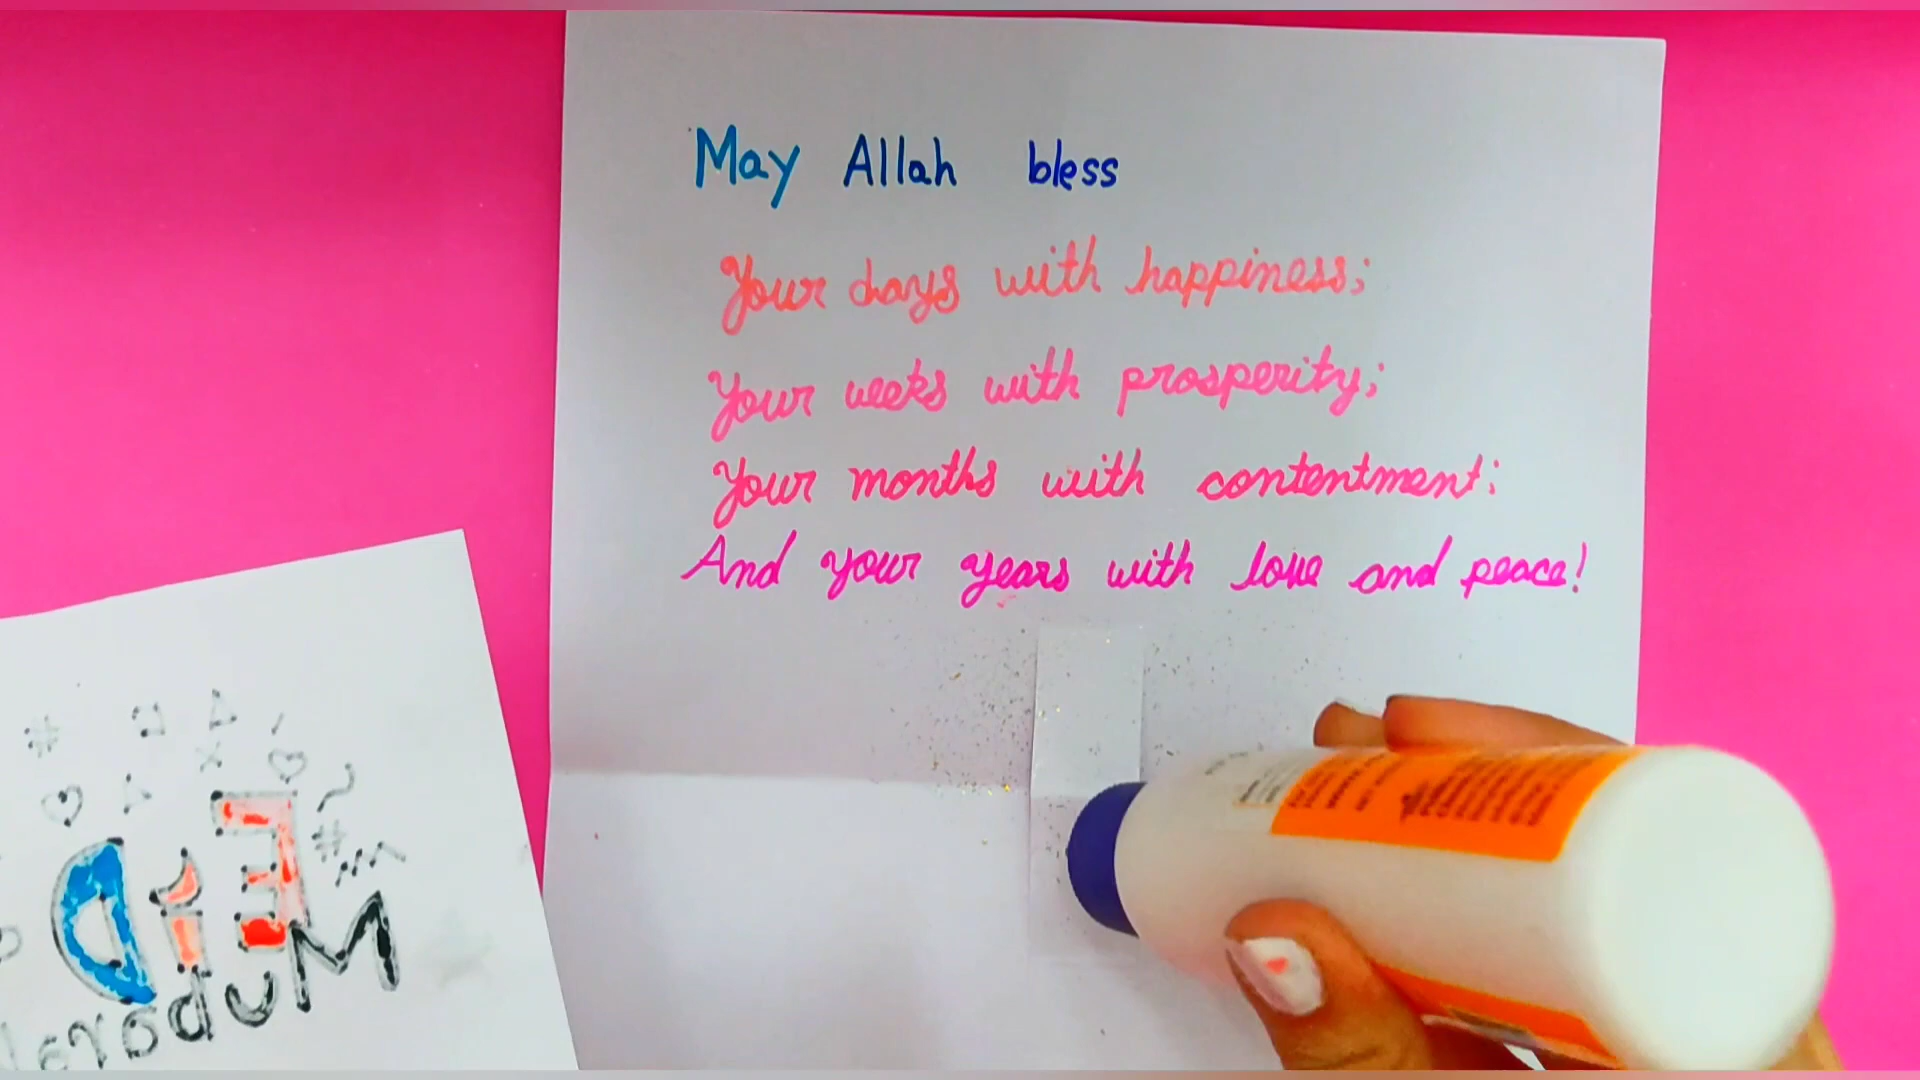 May Allah bless
Your days with happiness;
Your weeks with prosperity;
Your months with contentment;
And your years with love and peace!
EiD
Mubarak